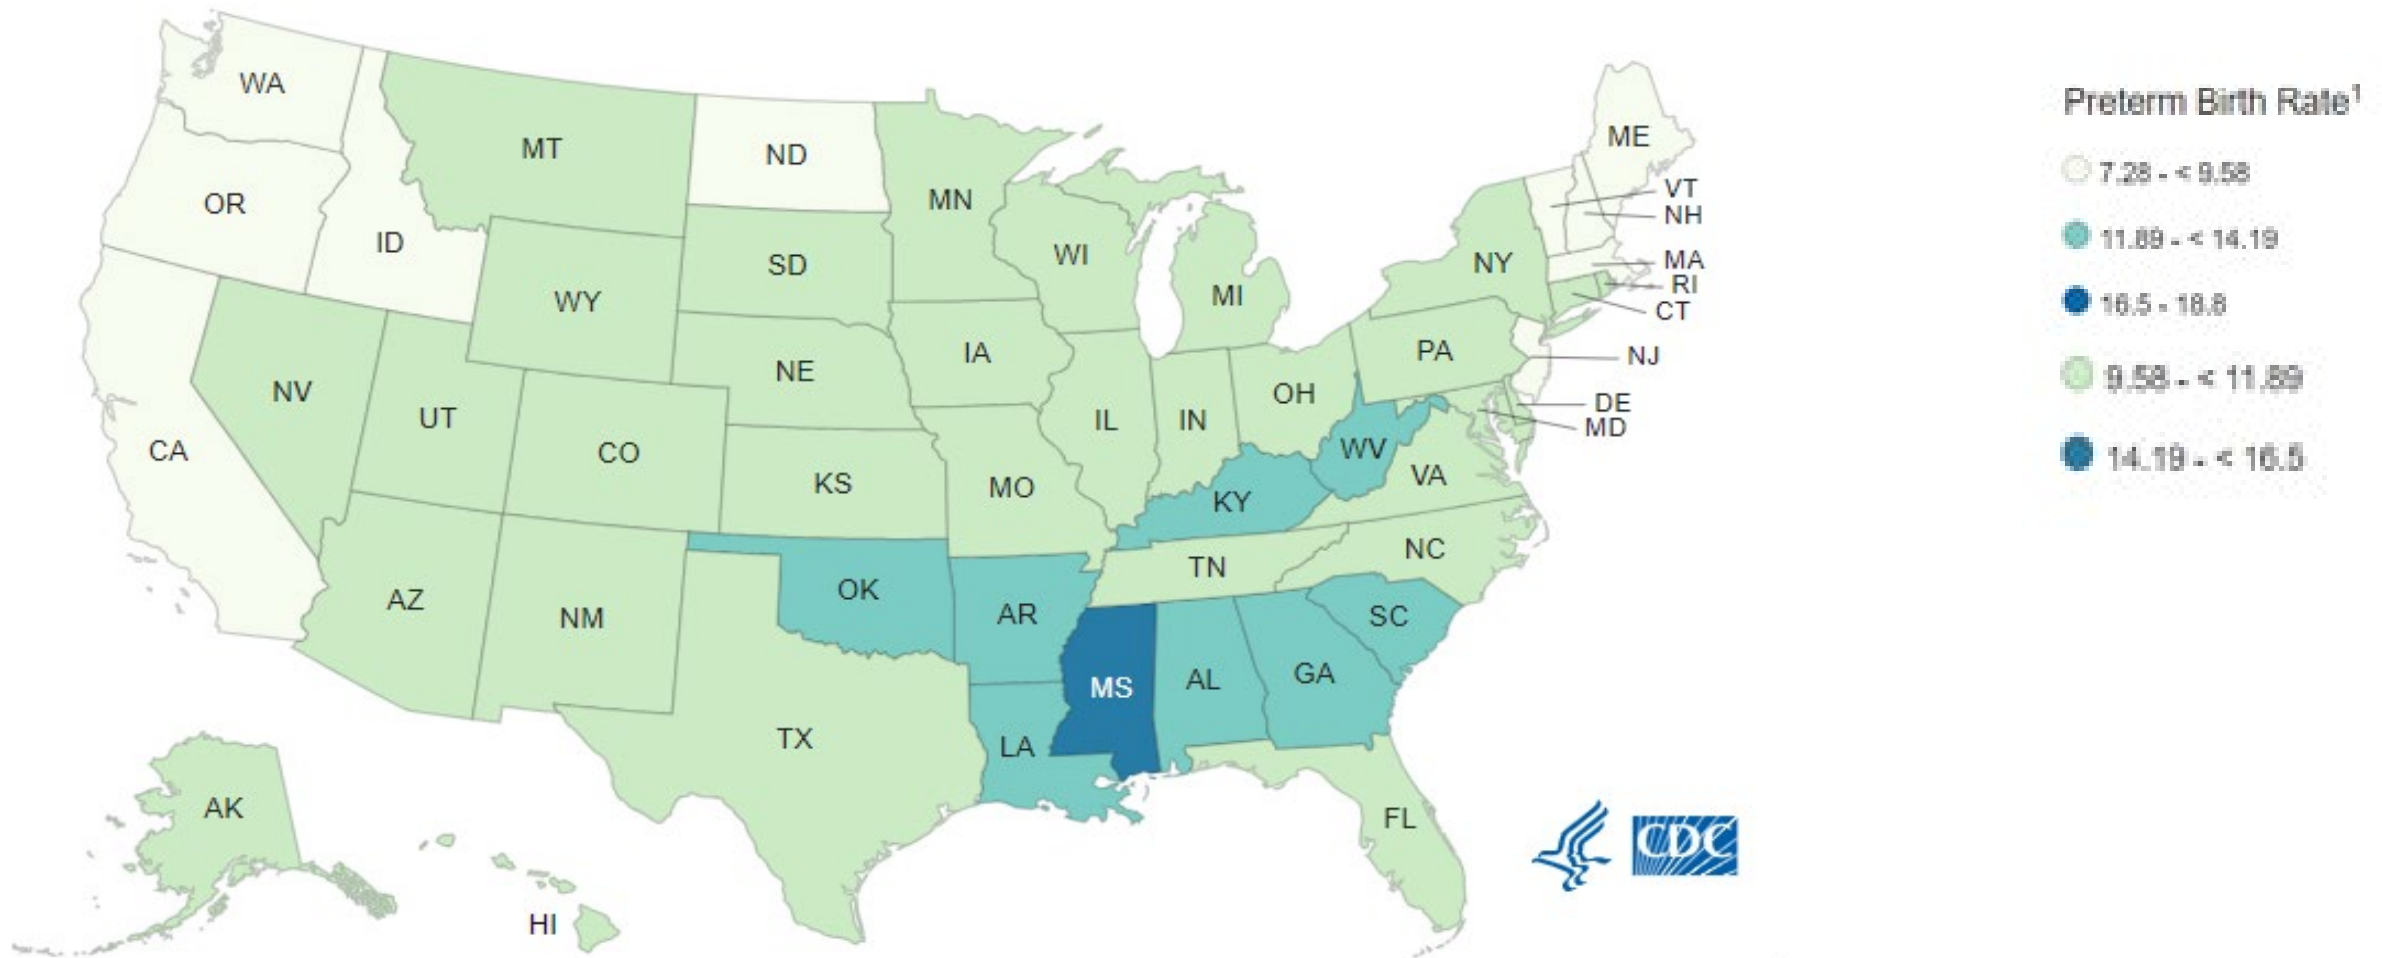 WA
OR
ID
MT
ND
MN
SD
WY
NV
UT
CA
CO
NE
IA
WI
MI
IL
IN
OH
KS
MO
KY
WV
VA
PA
NY
ME
VT
NH
MA
RI
CT
NJ
DE
MD
TN
NC
SC
OK
AR
AZ
NM
TX
LA
MS
AL
GA
FL
AK
HI
CDC
Preterm Birth Rate¹
7.28 - < 9.58
11.89 - < 14.19
16.5 - 18.8
9.58 - < 11.89
14.19 - < 16.5